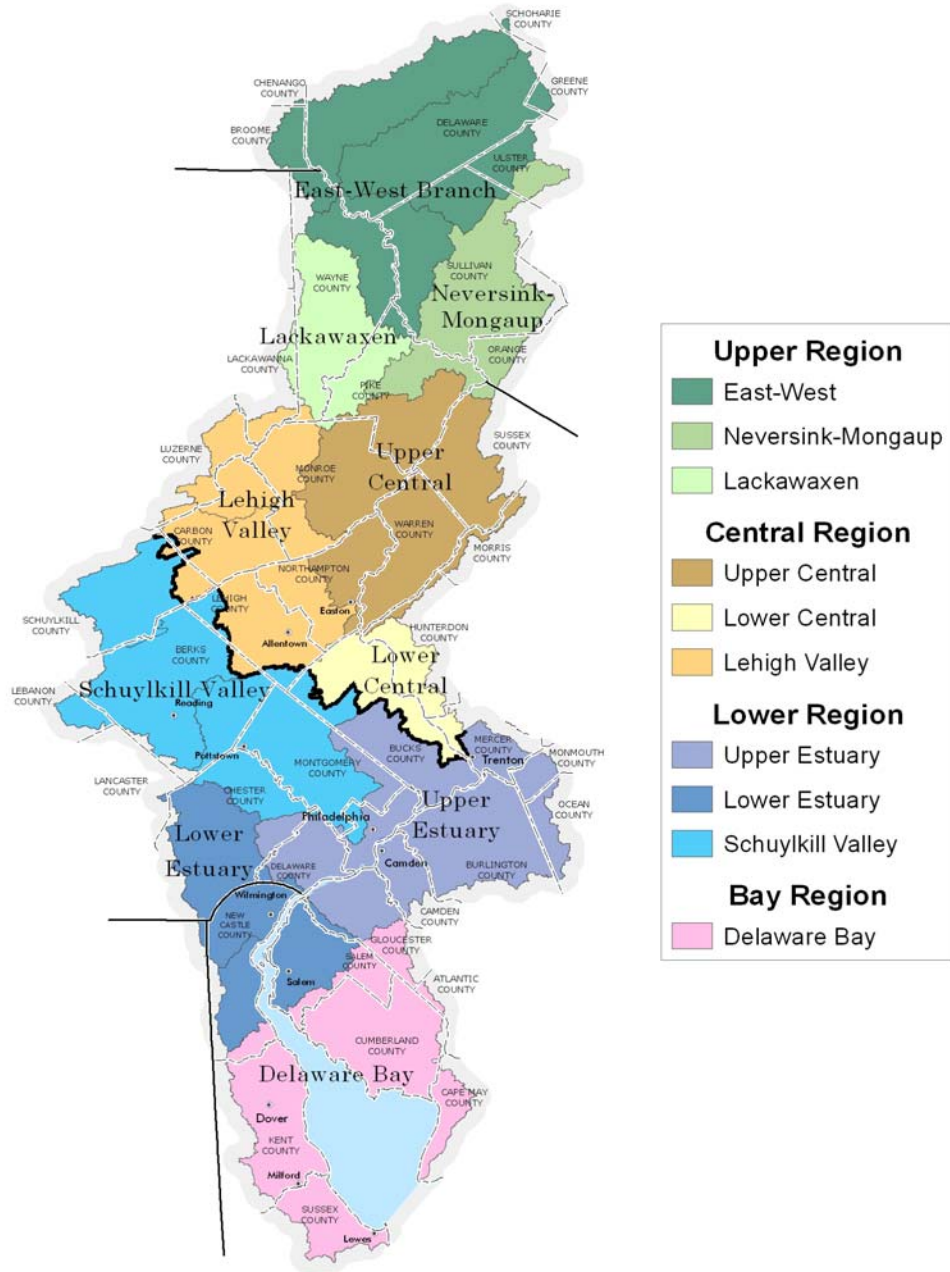 SCHOHARIE
COUNTY
CHENANGO
COUNTY
GREENE
COUNTY
BROOME
COUNTY
DELAWARE
COUNTY
ULSTER
COUNTY
East-West Branch
WAYNE
COUNTY
SULLIVAN
COUNTY
Neversink-
Mongaup
Lackawaxen
LACKAWANNA
COUNTY
ORANGE
COUNTY
PIKE
COUNTY
SUSSEX
COUNTY
LUZERNE
COUNTY
MONROE
COUNTY
Upper
Central
Lehigh
Valley
CARBON
COUNTY
WARREN
COUNTY
MORRIS
COUNTY
NORTHAMPTON
COUNTY
LEHIGH
COUNTY
Easton
SCHUYLKILL
COUNTY
HUNTERDON
COUNTY
Allentown
BERKS
COUNTY
Lower
Central
LEBANON
COUNTY
Schuylkill Valley
Reading
MERCER
COUNTY
BUCKS
COUNTY
Trenton
MONMOUTH
COUNTY
Pottstown
MONTGOMERY
COUNTY
LANCASTER
COUNTY
CHESTER
COUNTY
OCEAN
COUNTY
Philadelphia
Upper
Estuary
Lower
Estuary
DELAWARE
COUNTY
Camden
BURLINGTON
COUNTY
Wilmington
NEW
CASTLE
COUNTY
CAMDEN
COUNTY
GLOUCESTER
COUNTY
SALEM
COUNTY
Salem
ATLANTIC
COUNTY
CUMBERLAND
COUNTY
Delaware Bay
CAPE MAY
COUNTY
Dover
KENT
COUNTY
Milford
SUSSEX
COUNTY
Lewes
Upper Region
East-West
Neversink-Mongaup
Lackawaxen
Central Region
Upper Central
Lower Central
Lehigh Valley
Lower Region
Upper Estuary
Lower Estuary
Schuylkill Valley
Bay Region
Delaware Bay